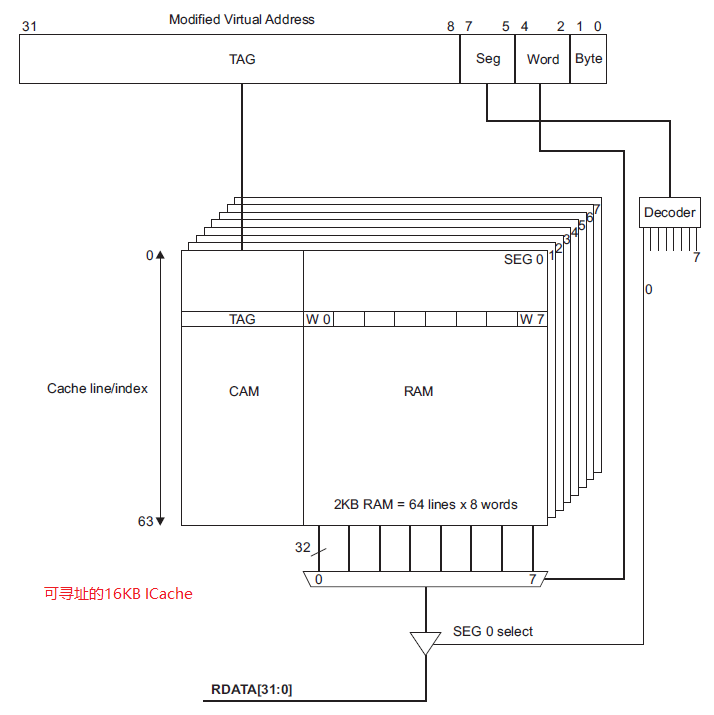 Modified Virtual Address
31 8 7 5 4 2 1 0
TAG Seg Word Byte
Decoder
7
0
7
6
5
4
3
2
1
0 SEG 0
TAG W 0 W 7
Cache line/index CAM RAM
2KB RAM = 64 lines x 8 words
63
32
0 7
可寻址的16KB ICache
SEG 0 select
RDATA[31:0]